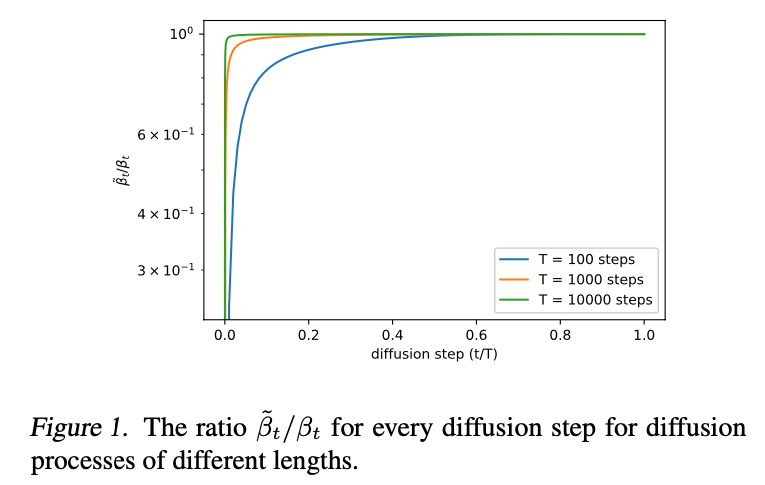 10⁰
6 × 10⁻¹
4 × 10⁻¹
3 × 10⁻¹
β̃ₜ/βₜ
T = 100 steps
T = 1000 steps
T = 10000 steps
0.0 0.2 0.4 0.6 0.8 1.0
diffusion step (t/T)
Figure 1. The ratio β̃ₜ/βₜ for every diffusion step for diffusion
processes of different lengths.